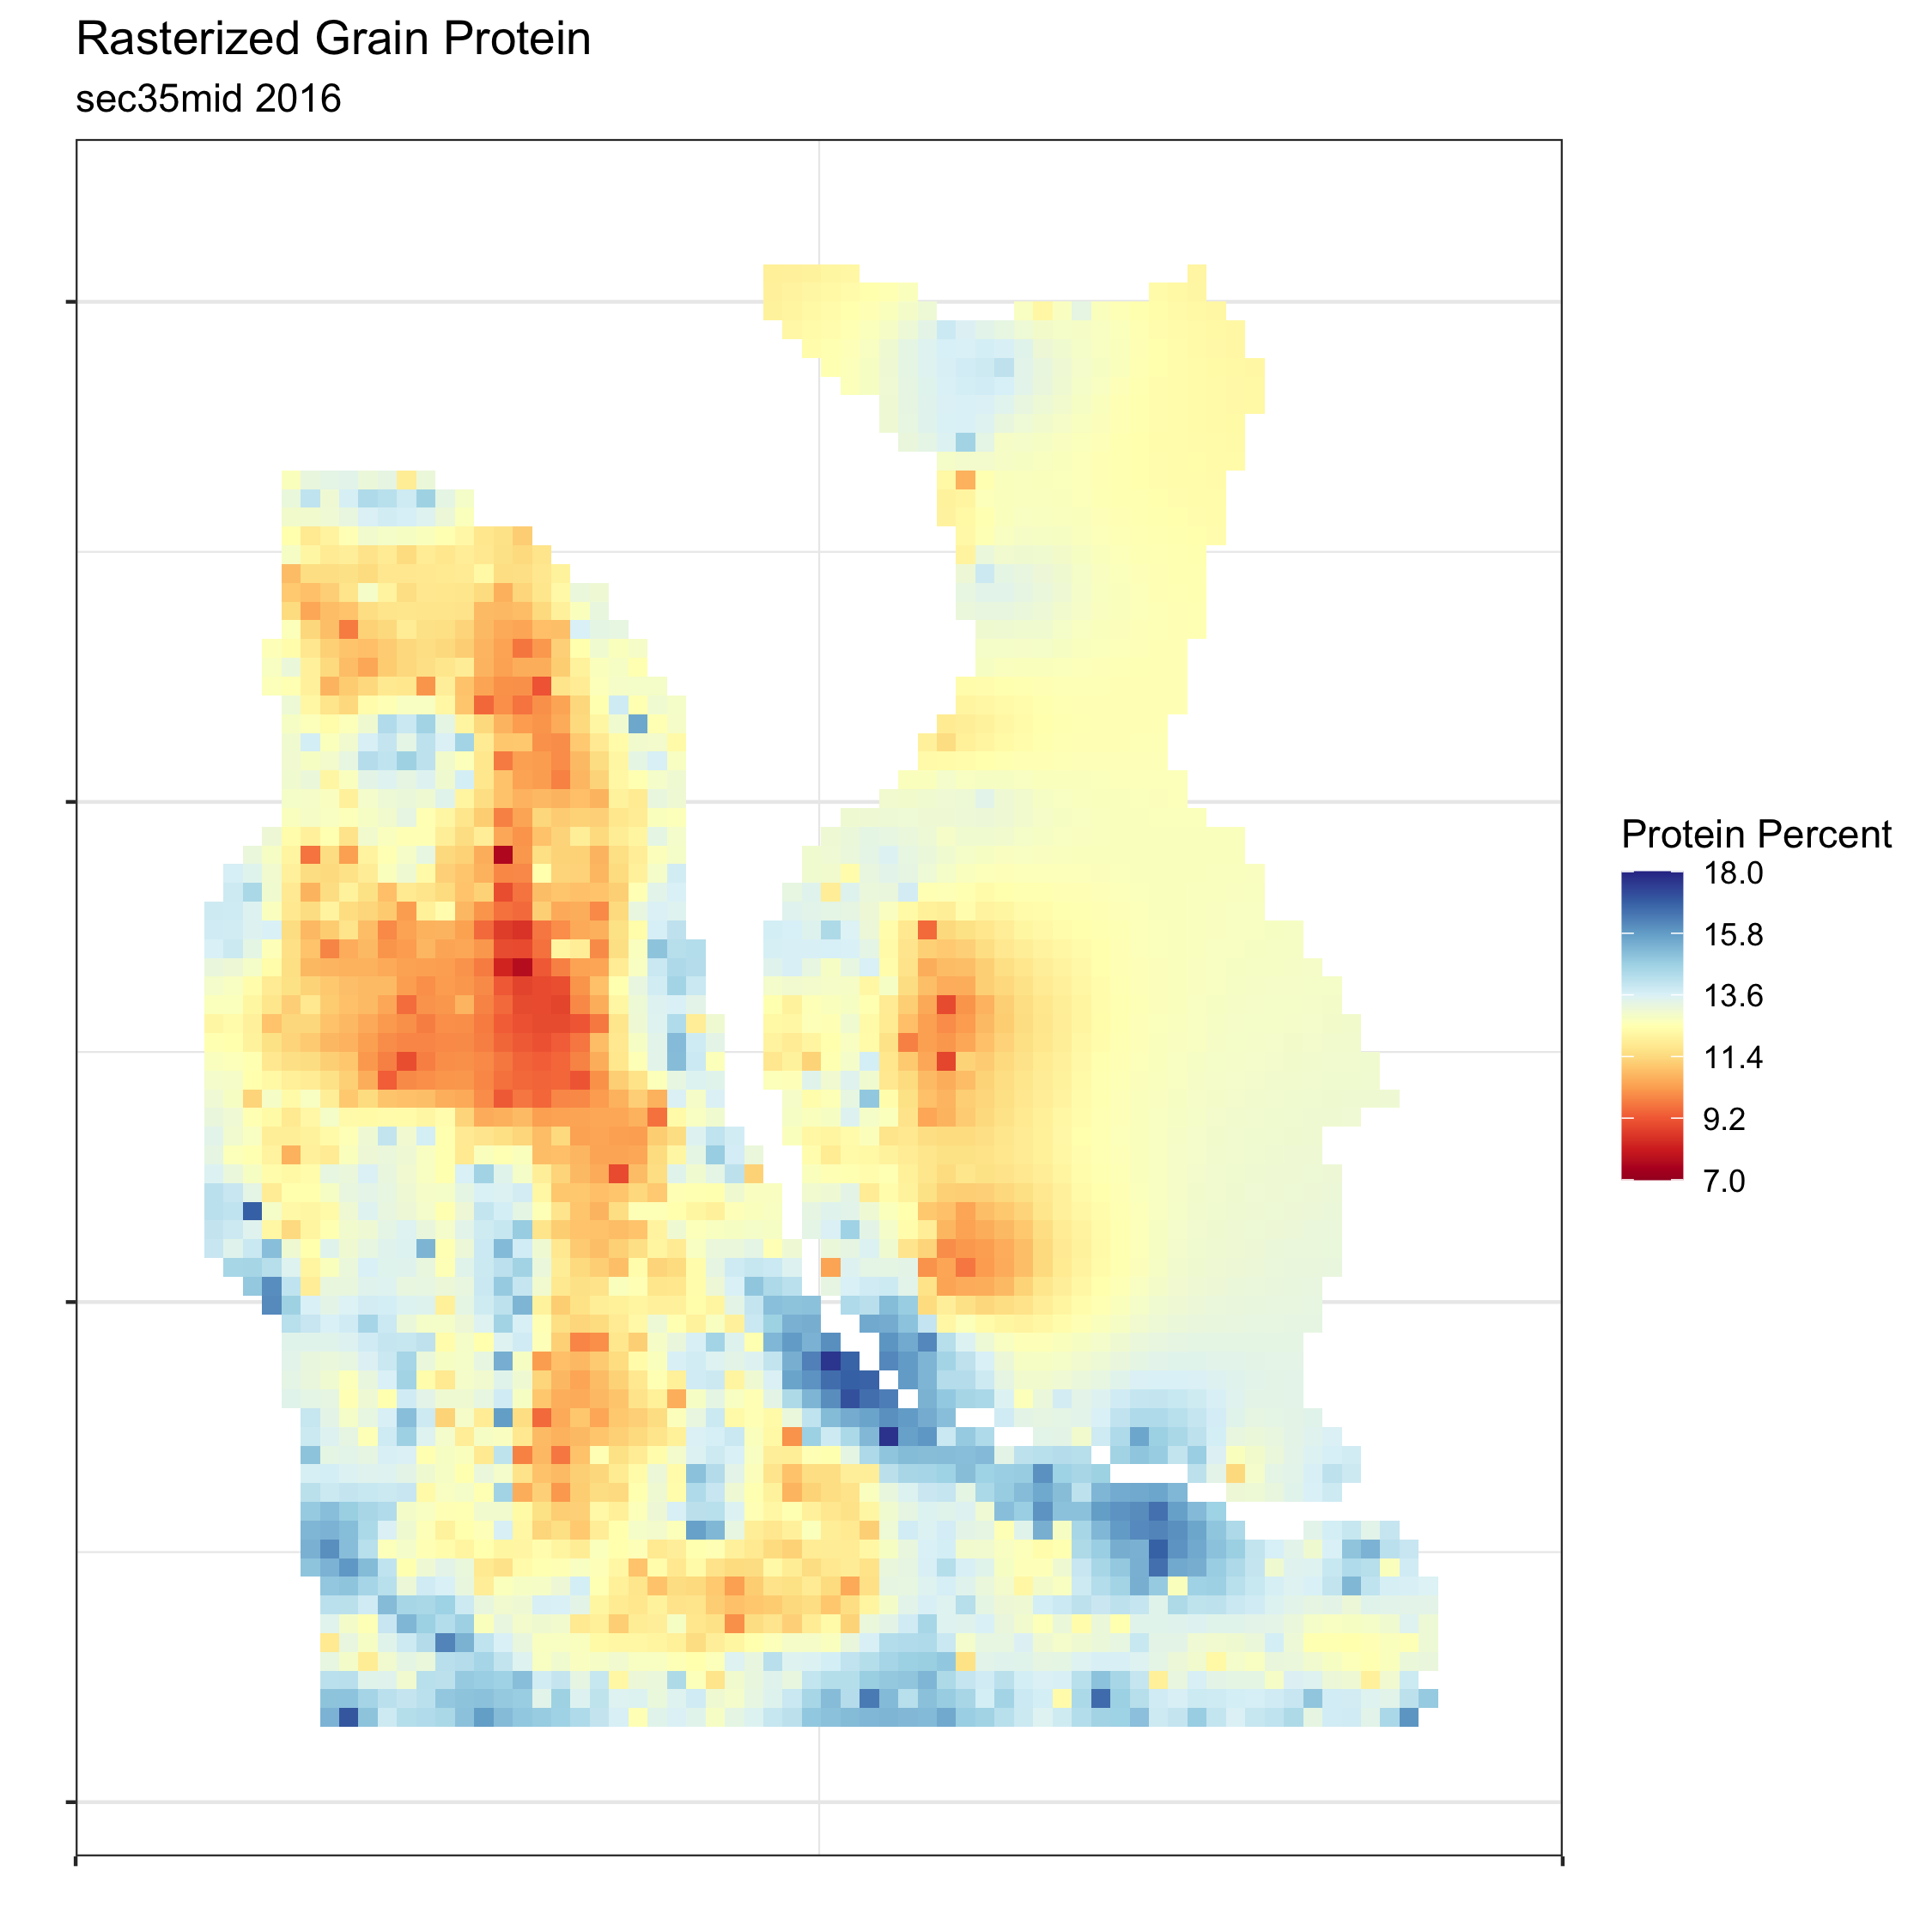 Rasterized Grain Protein
sec35mid 2016
Protein Percent
18.0
15.8
13.6
11.4
9.2
7.0